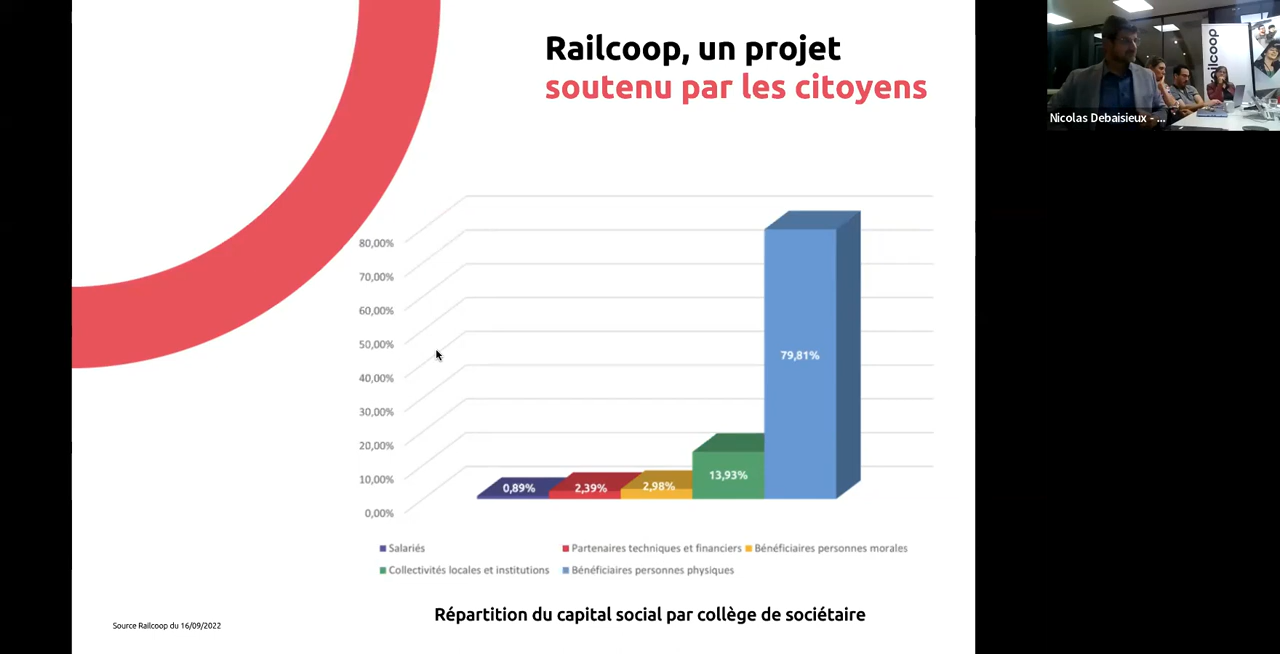 Railcoop, un projet
soutenu par les citoyens
Nicolas Debaisieux - ...
railcoop
80,00%
70,00%
60,00%
50,00%
40,00%
30,00%
20,00%
10,00%
0,00%
0,89%
2,39%
2,98%
13,93%
79,81%
Salariés
Partenaires techniques et financiers
Bénéficiaires personnes morales
Collectivités locales et institutions
Bénéficiaires personnes physiques
Répartition du capital social par collège de sociétaire
Source Railcoop du 16/09/2022